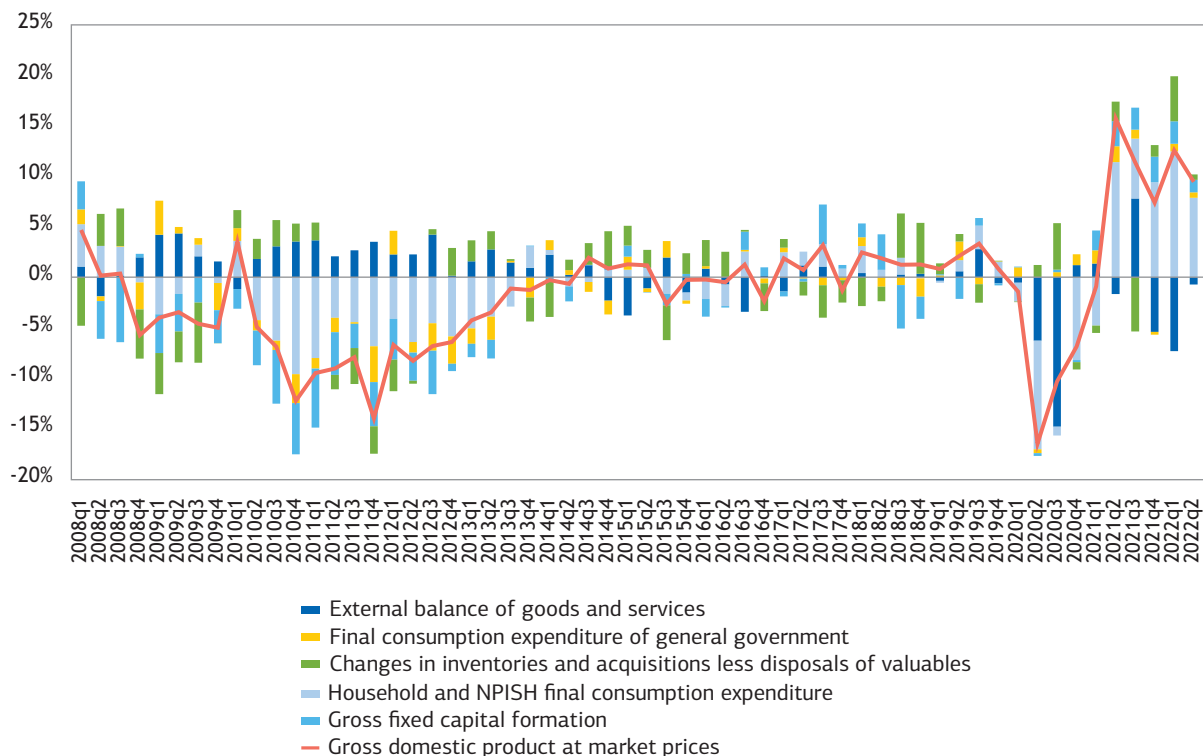 25%
20%
15%
10%
5%
0%
-5%
-10%
-15%
-20%
2008q1
2008q2
2008q3
2008q4
2009q1
2009q2
2009q3
2009q4
2010q1
2010q2
2010q3
2010q4
2011q1
2011q2
2011q3
2011q4
2012q1
2012q2
2012q3
2012q4
2013q1
2013q2
2013q3
2013q4
2014q1
2014q2
2014q3
2014q4
2015q1
2015q2
2015q3
2015q4
2016q1
2016q2
2016q3
2016q4
2017q1
2017q2
2017q3
2017q4
2018q1
2018q2
2018q3
2018q4
2019q1
2019q2
2019q3
2019q4
2020q1
2020q2
2020q3
2020q4
2021q1
2021q2
2021q3
2021q4
2022q1
2022q2
External balance of goods and services
Final consumption expenditure of general government
Changes in inventories and acquisitions less disposals of valuables
Household and NPISH final consumption expenditure
Gross fixed capital formation
Gross domestic product at market prices